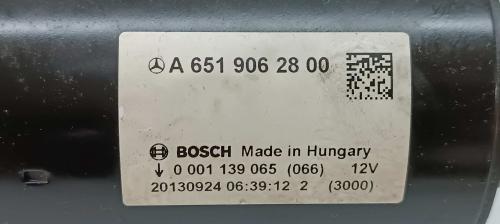 A 651 906 28 00
BOSCH Made in Hungary
↓ 0 001 139 065 (066) 12V
20130924 06:39:12 2 (3000)